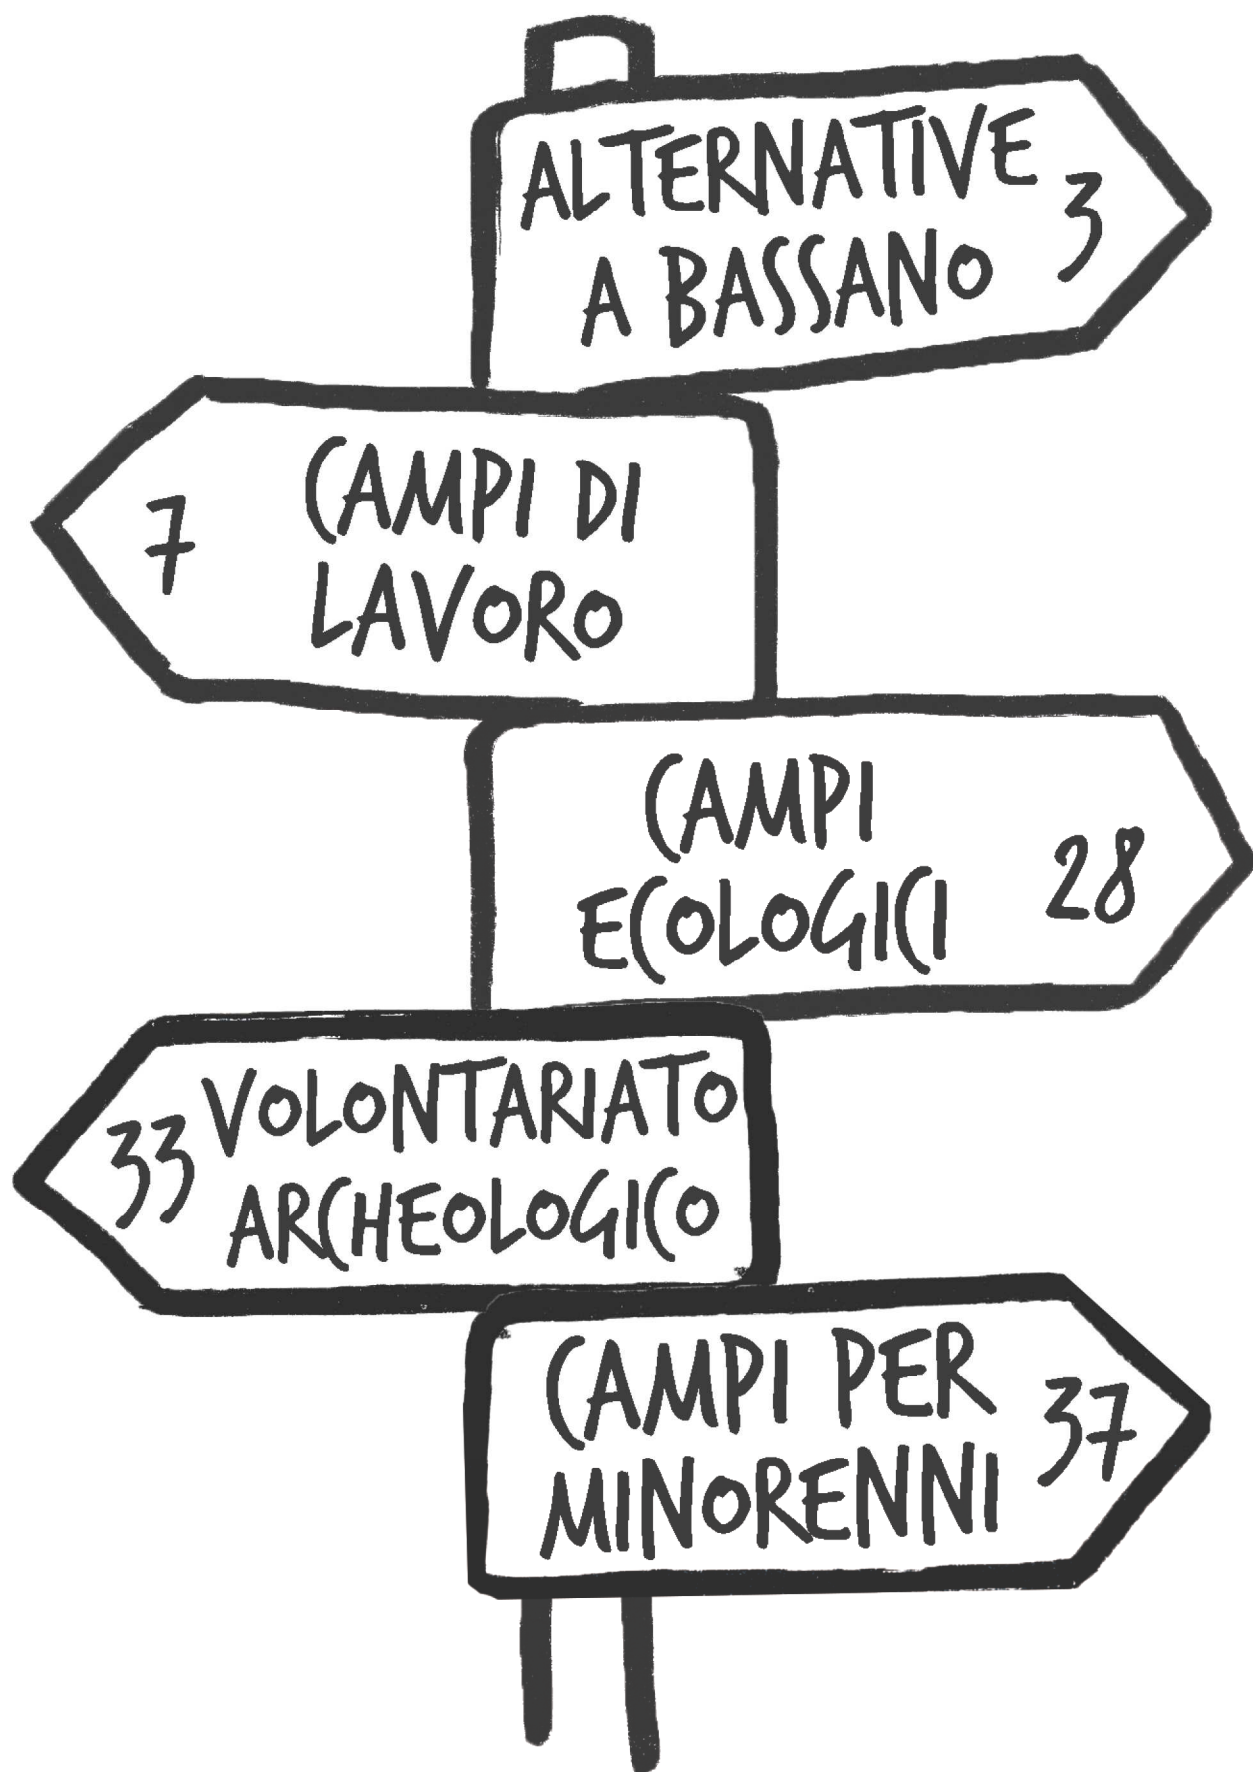 ALTERNATIVE
A BASSANO 3
7 CAMPI DI
LAVORO
CAMPI
ECOLOGICI 28
33 VOLONTARIATO
ARCHEOLOGICO
CAMPI PER
MINORENNI 37